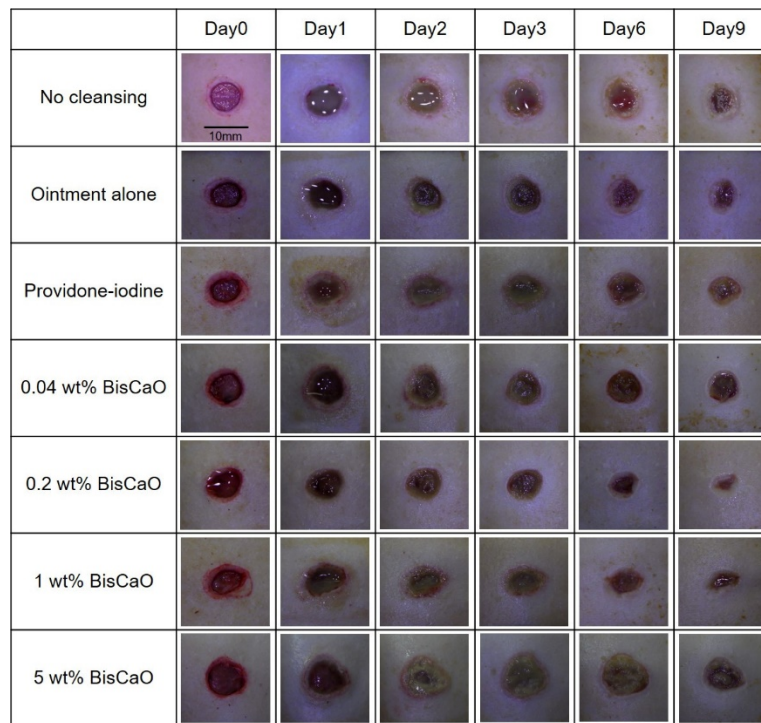 Day0 Day1 Day2 Day3 Day6 Day9
No cleansing
10mm
Ointment alone
Providone-iodine
0.04 wt% BisCaO
0.2 wt% BisCaO
1 wt% BisCaO
5 wt% BisCaO